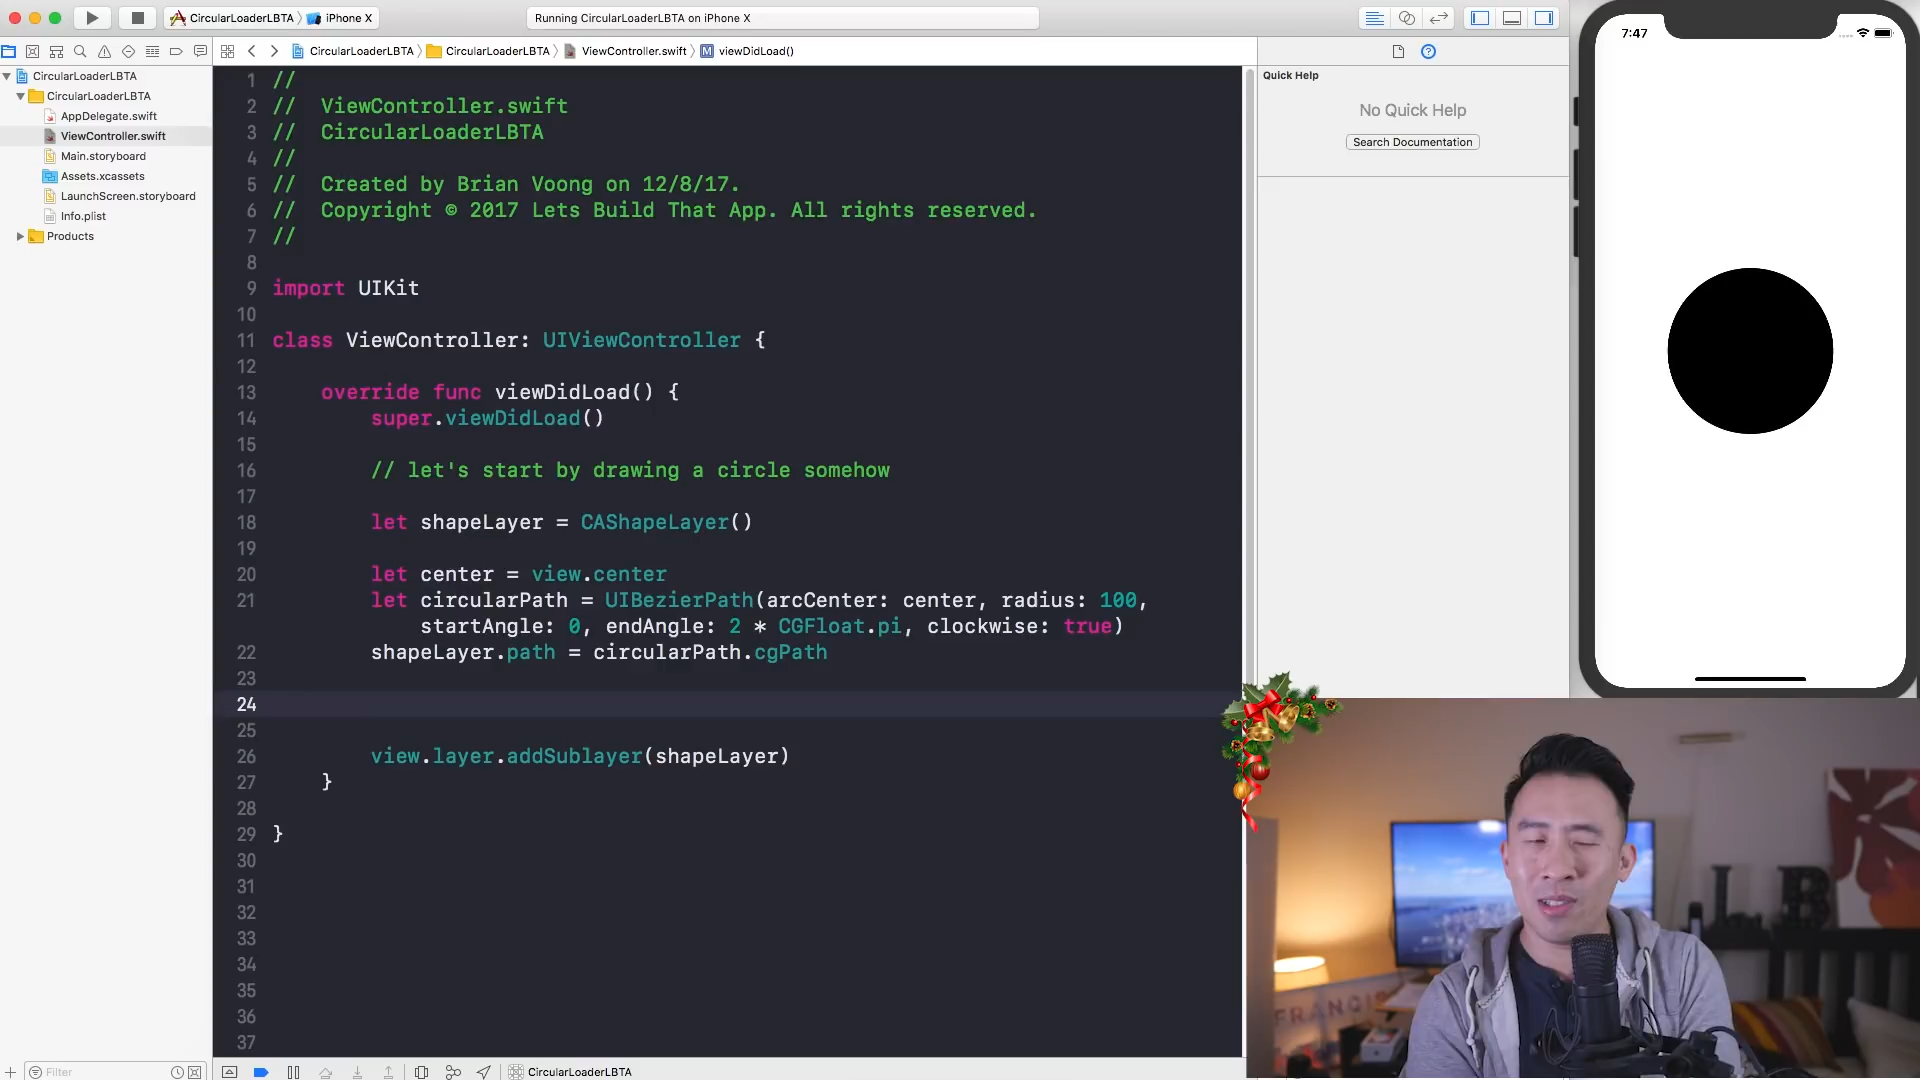 CircularLoaderLBTA
iPhone X
Running CircularLoaderLBTA on iPhone X
CircularLoaderLBTA
CircularLoaderLBTA
ViewController.swift
M
viewDidLoad()
CircularLoaderLBTA
CircularLoaderLBTA
AppDelegate.swift
ViewController.swift
Main.storyboard
Assets.xcassets
LaunchScreen.storyboard
Info.plist
Products
Filter
1 //
2 //  ViewController.swift
3 //  CircularLoaderLBTA
4 //
5 //  Created by Brian Voong on 12/8/17.
6 //  Copyright © 2017 Lets Build That App. All rights reserved.
7 //
8
9 import UIKit
10
11 class ViewController: UIViewController {
12
13     override func viewDidLoad() {
14         super.viewDidLoad()
15
16         // let's start by drawing a circle somehow
17
18         let shapeLayer = CAShapeLayer()
19
20         let center = view.center
21         let circularPath = UIBezierPath(arcCenter: center, radius: 100,
            startAngle: 0, endAngle: 2 * CGFloat.pi, clockwise: true)
22         shapeLayer.path = circularPath.cgPath
23
24
25
26         view.layer.addSublayer(shapeLayer)
27     }
28
29 }
30
31
32
33
34
35
36
37
CircularLoaderLBTA
Quick Help
No Quick Help
Search Documentation
7:47
L B
FRANCIS